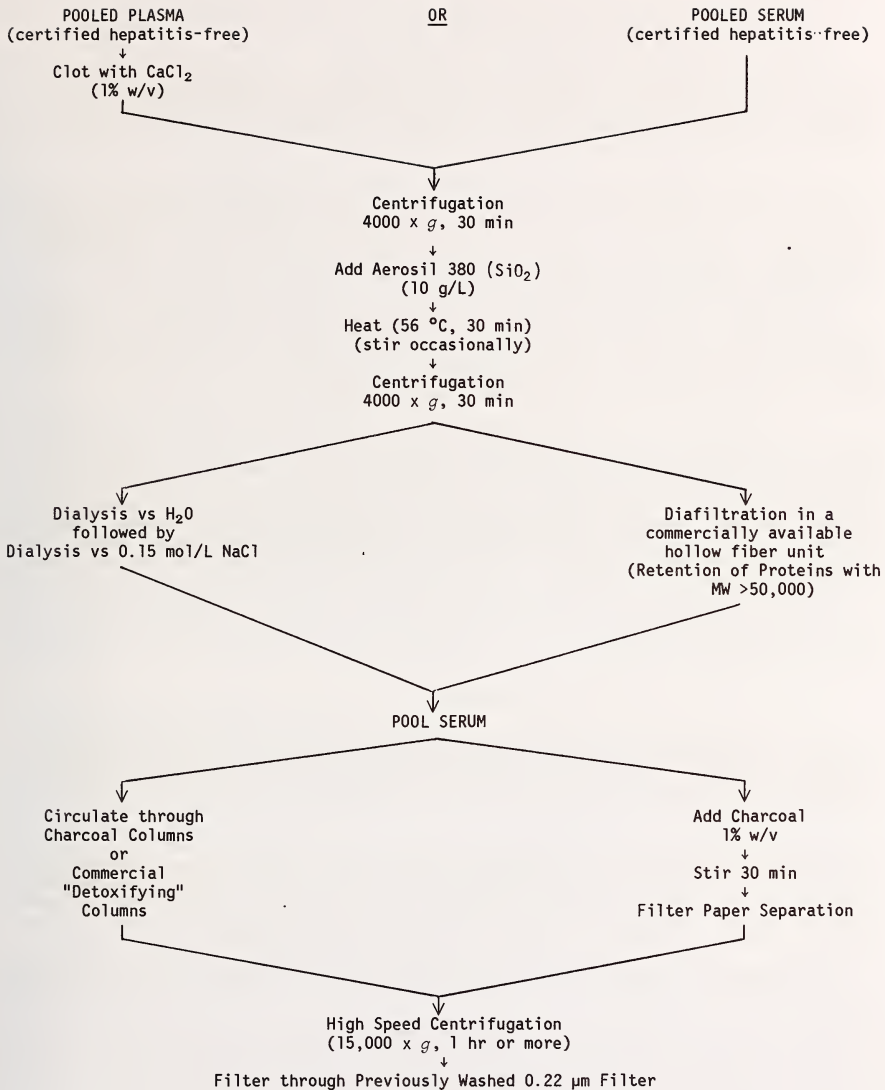 POOLED PLASMA
(certified hepatitis-free)
OR
POOLED SERUM
(certified hepatitis-free)
↓
Clot with CaCl₂
(1% w/v)
Centrifugation
4000 x g, 30 min
↓
Add Aerosil 380 (SiO₂)
(10 g/L)
↓
Heat (56 °C, 30 min)
(stir occasionally)
↓
Centrifugation
4000 x g, 30 min
Dialysis vs H₂O
followed by
Dialysis vs 0.15 mol/L NaCl
Diafiltration in a
commercially available
hollow fiber unit
(Retention of Proteins with
MW >50,000)
POOL SERUM
Circulate through
Charcoal Columns
or
Commercial
"Detoxifying"
Columns
Add Charcoal
1% w/v
↓
Stir 30 min
↓
Filter Paper Separation
High Speed Centrifugation
(15,000 x g, 1 hr or more)
↓
Filter through Previously Washed 0.22 µm Filter